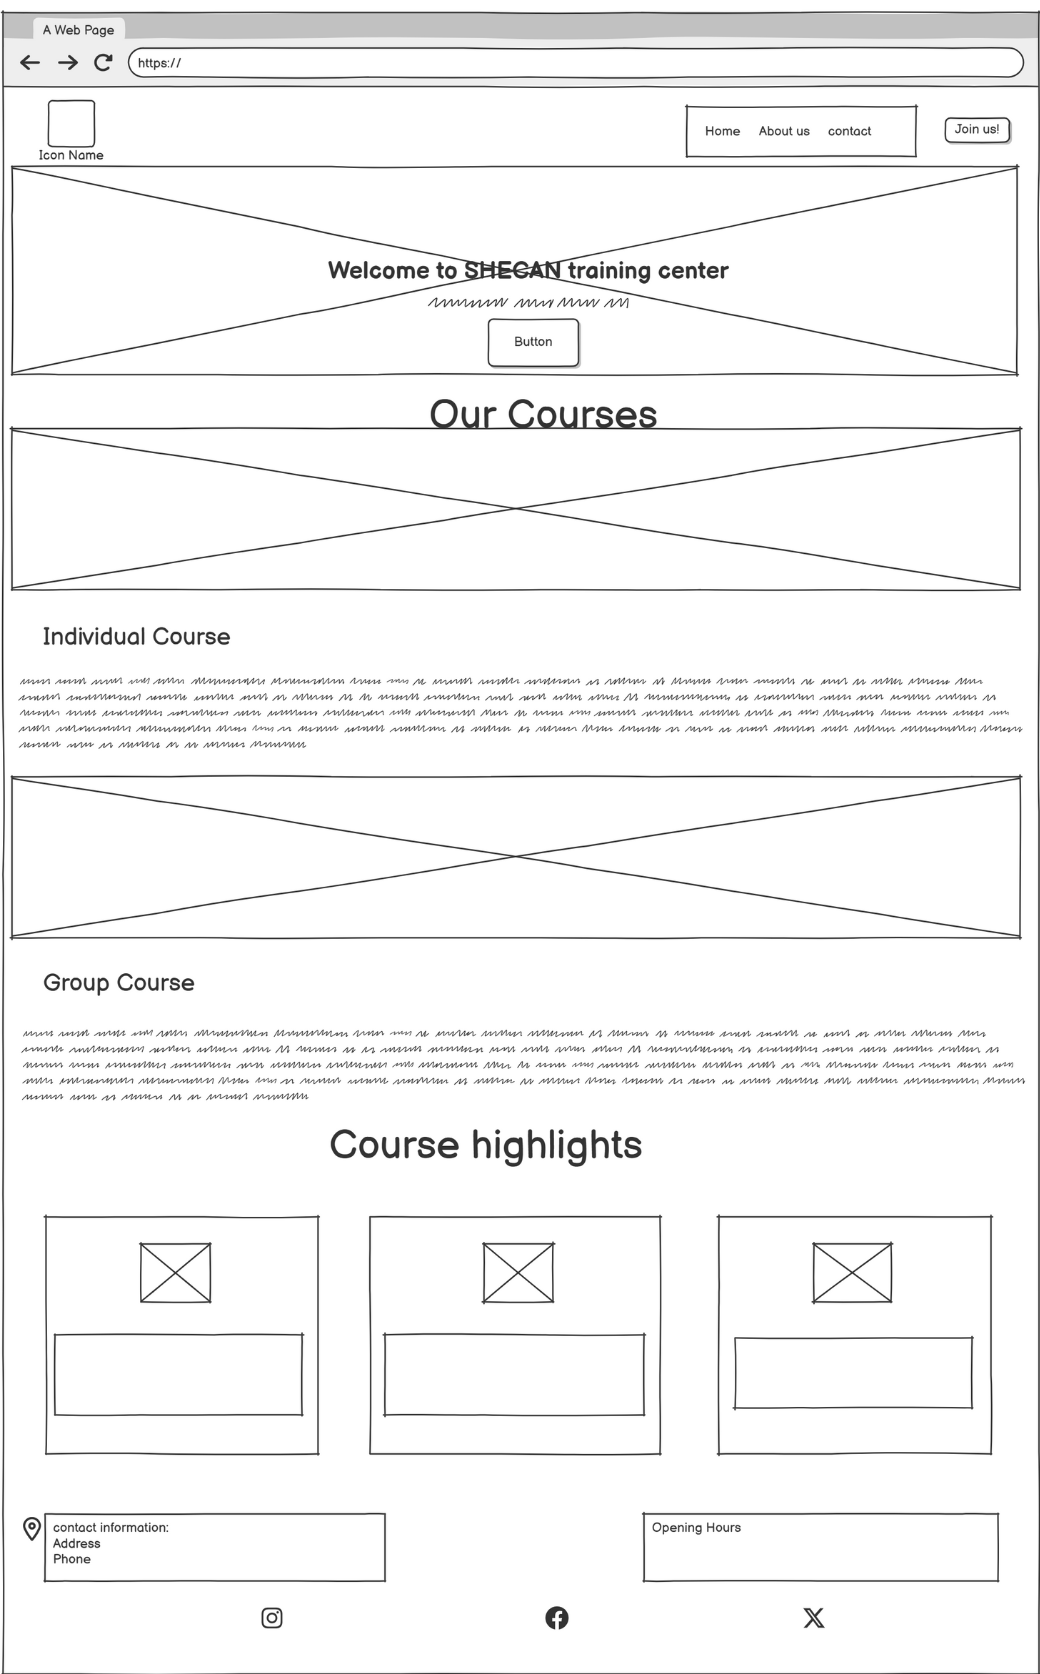 A Web Page
https://
Icon Name
Home About us contact
Join us!
Welcome to SHECAN training center
Button
Our Courses
Individual Course
Group Course
Course highlights
contact information:
Address
Phone
Opening Hours